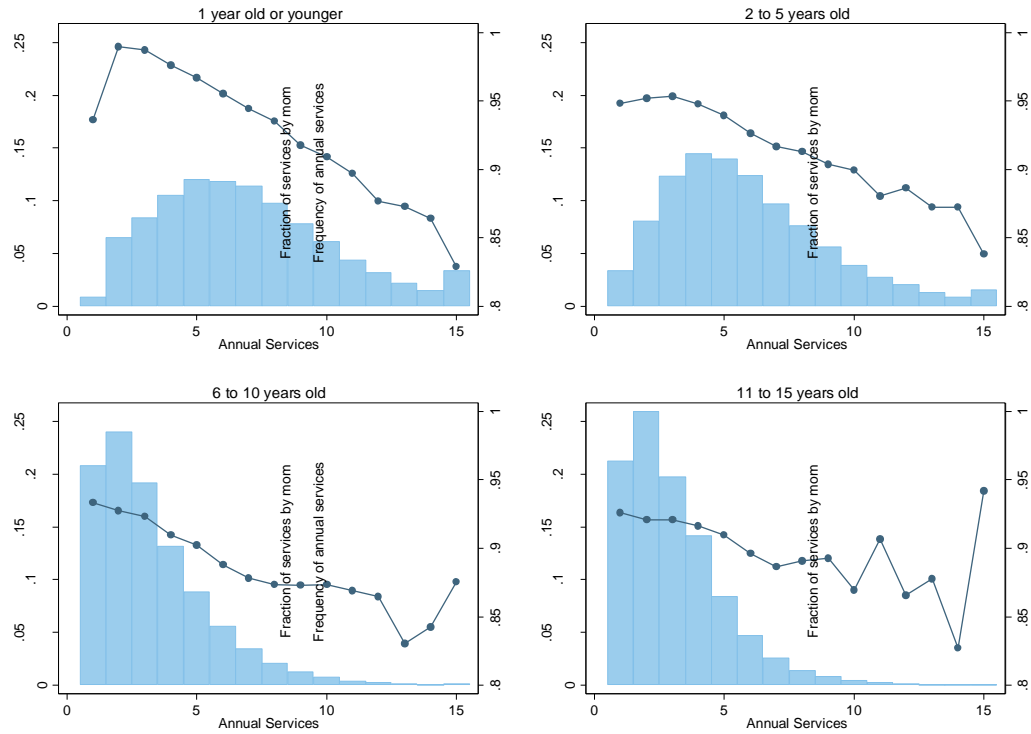 1 year old or younger
.25
.2
.15
.1
.05
0
Fraction of services by mom
Frequency of annual services
1
.95
.9
.85
.8
0 5 10 15
Annual Services
2 to 5 years old
.25
.2
.15
.1
.05
0
Fraction of services by mom
1
.95
.9
.85
.8
0 5 10 15
Annual Services
6 to 10 years old
.25
.2
.15
.1
.05
0
Fraction of services by mom
Frequency of annual services
1
.95
.9
.85
.8
0 5 10 15
Annual Services
11 to 15 years old
.25
.2
.15
.1
.05
0
Fraction of services by mom
1
.95
.9
.85
.8
0 5 10 15
Annual Services